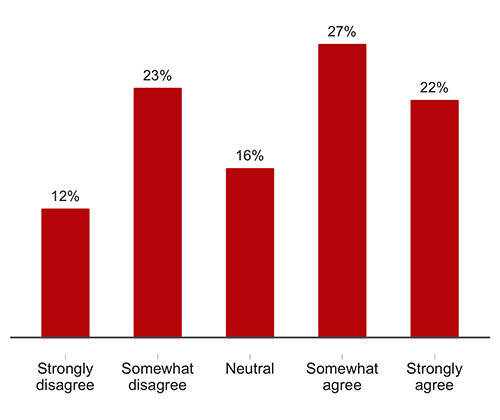 27%
23%
22%
16%
12%
Strongly disagree
Somewhat disagree
Neutral
Somewhat agree
Strongly agree